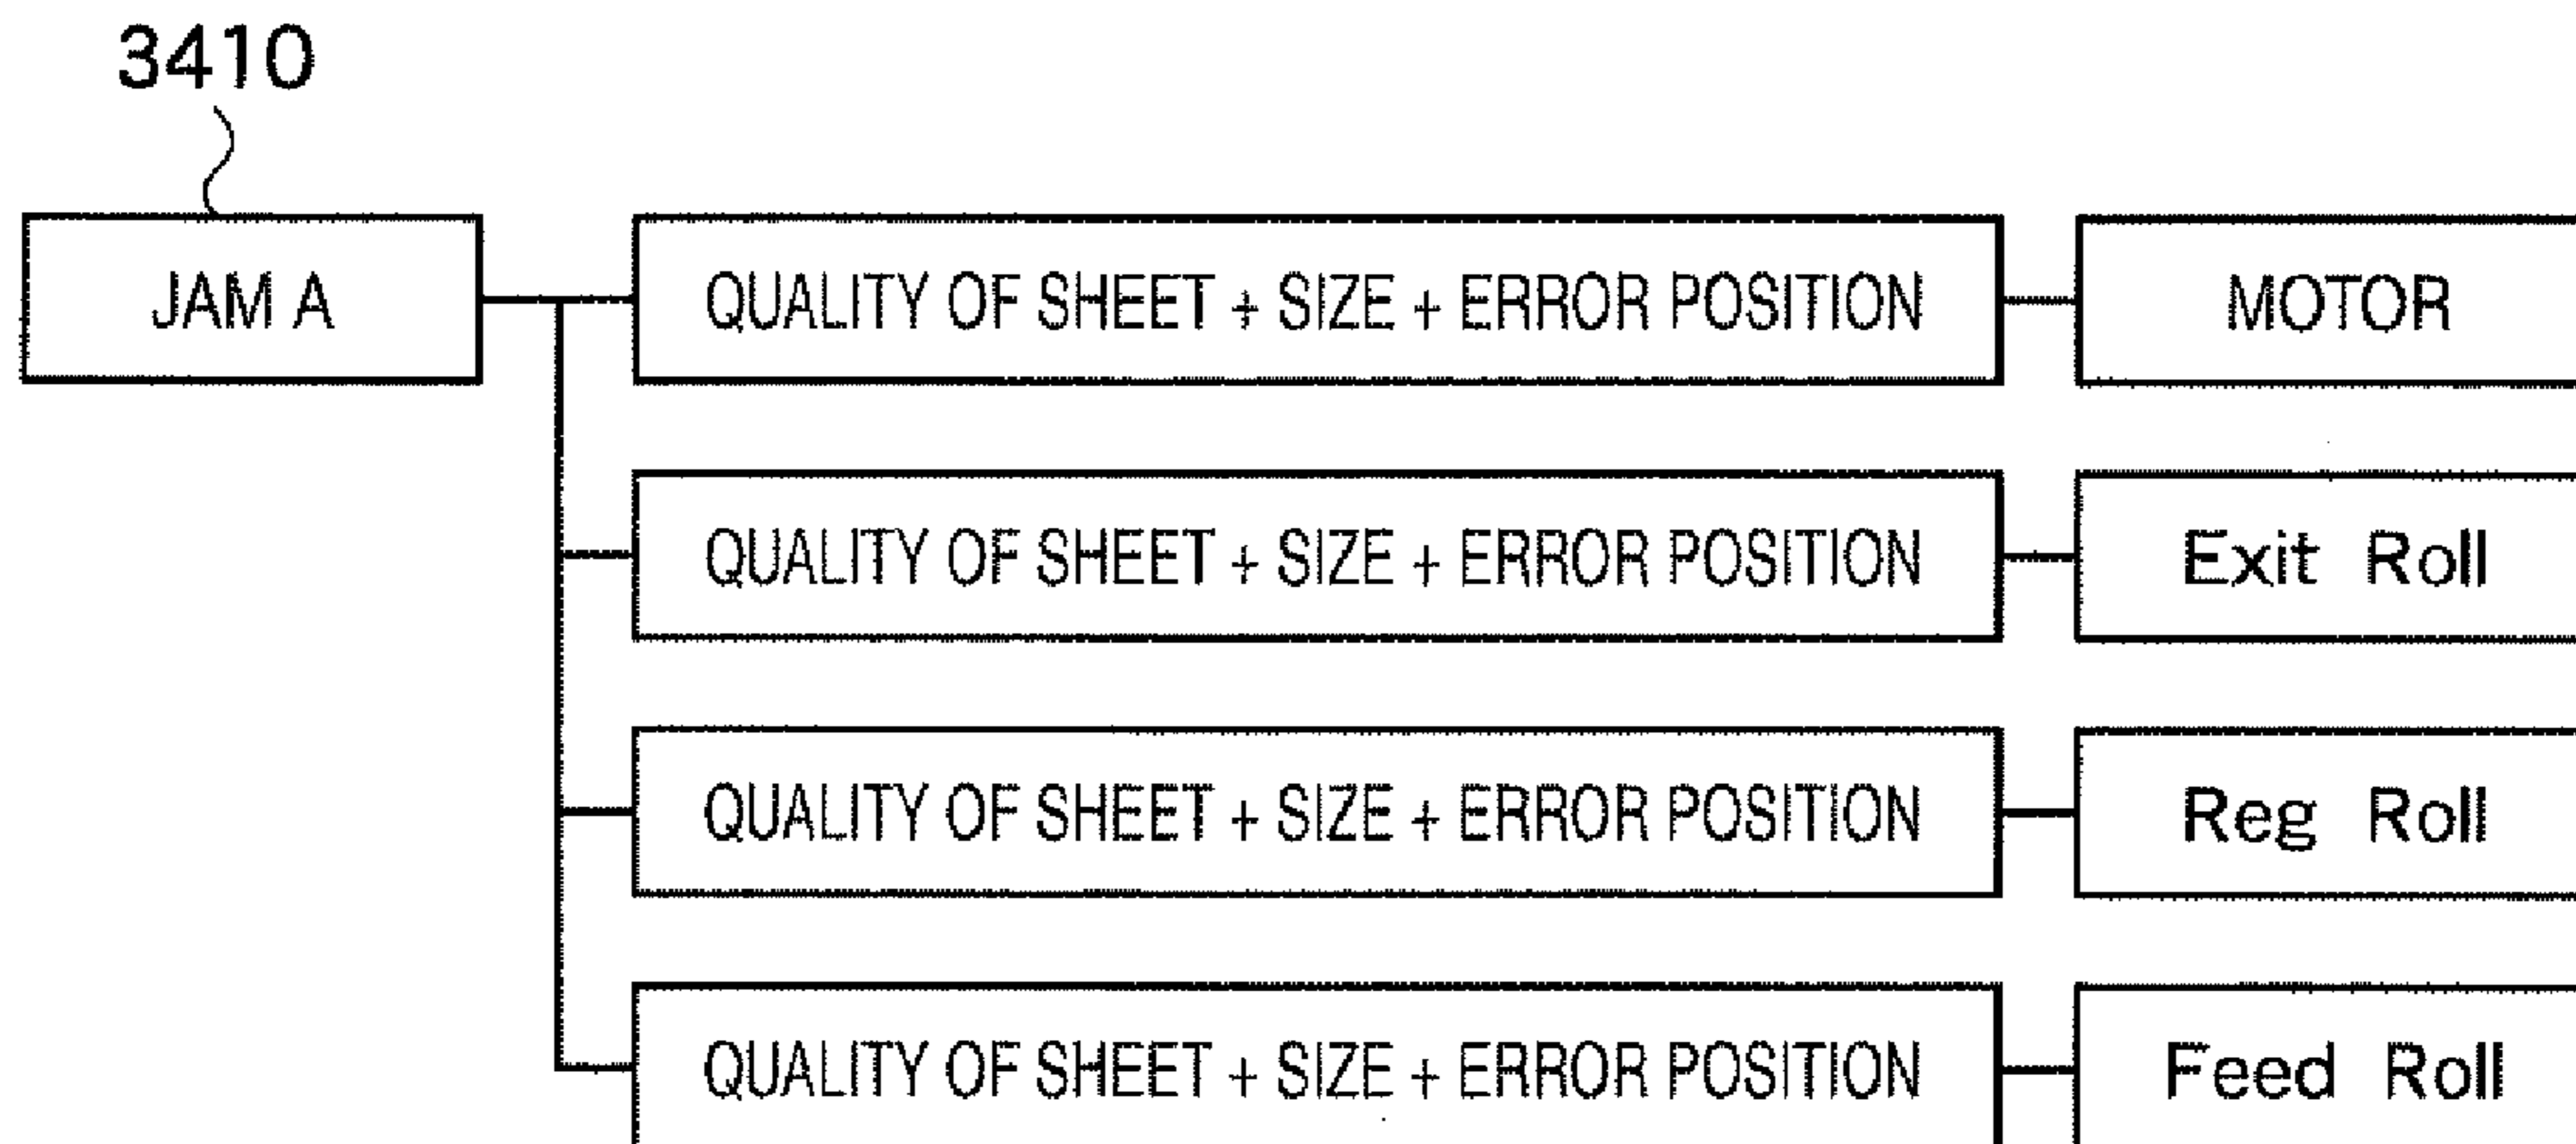 3410
JAM A
QUALITY OF SHEET + SIZE + ERROR POSITION
MOTOR
QUALITY OF SHEET + SIZE + ERROR POSITION
Exit Roll
QUALITY OF SHEET + SIZE + ERROR POSITION
Reg Roll
QUALITY OF SHEET + SIZE + ERROR POSITION
Feed Roll